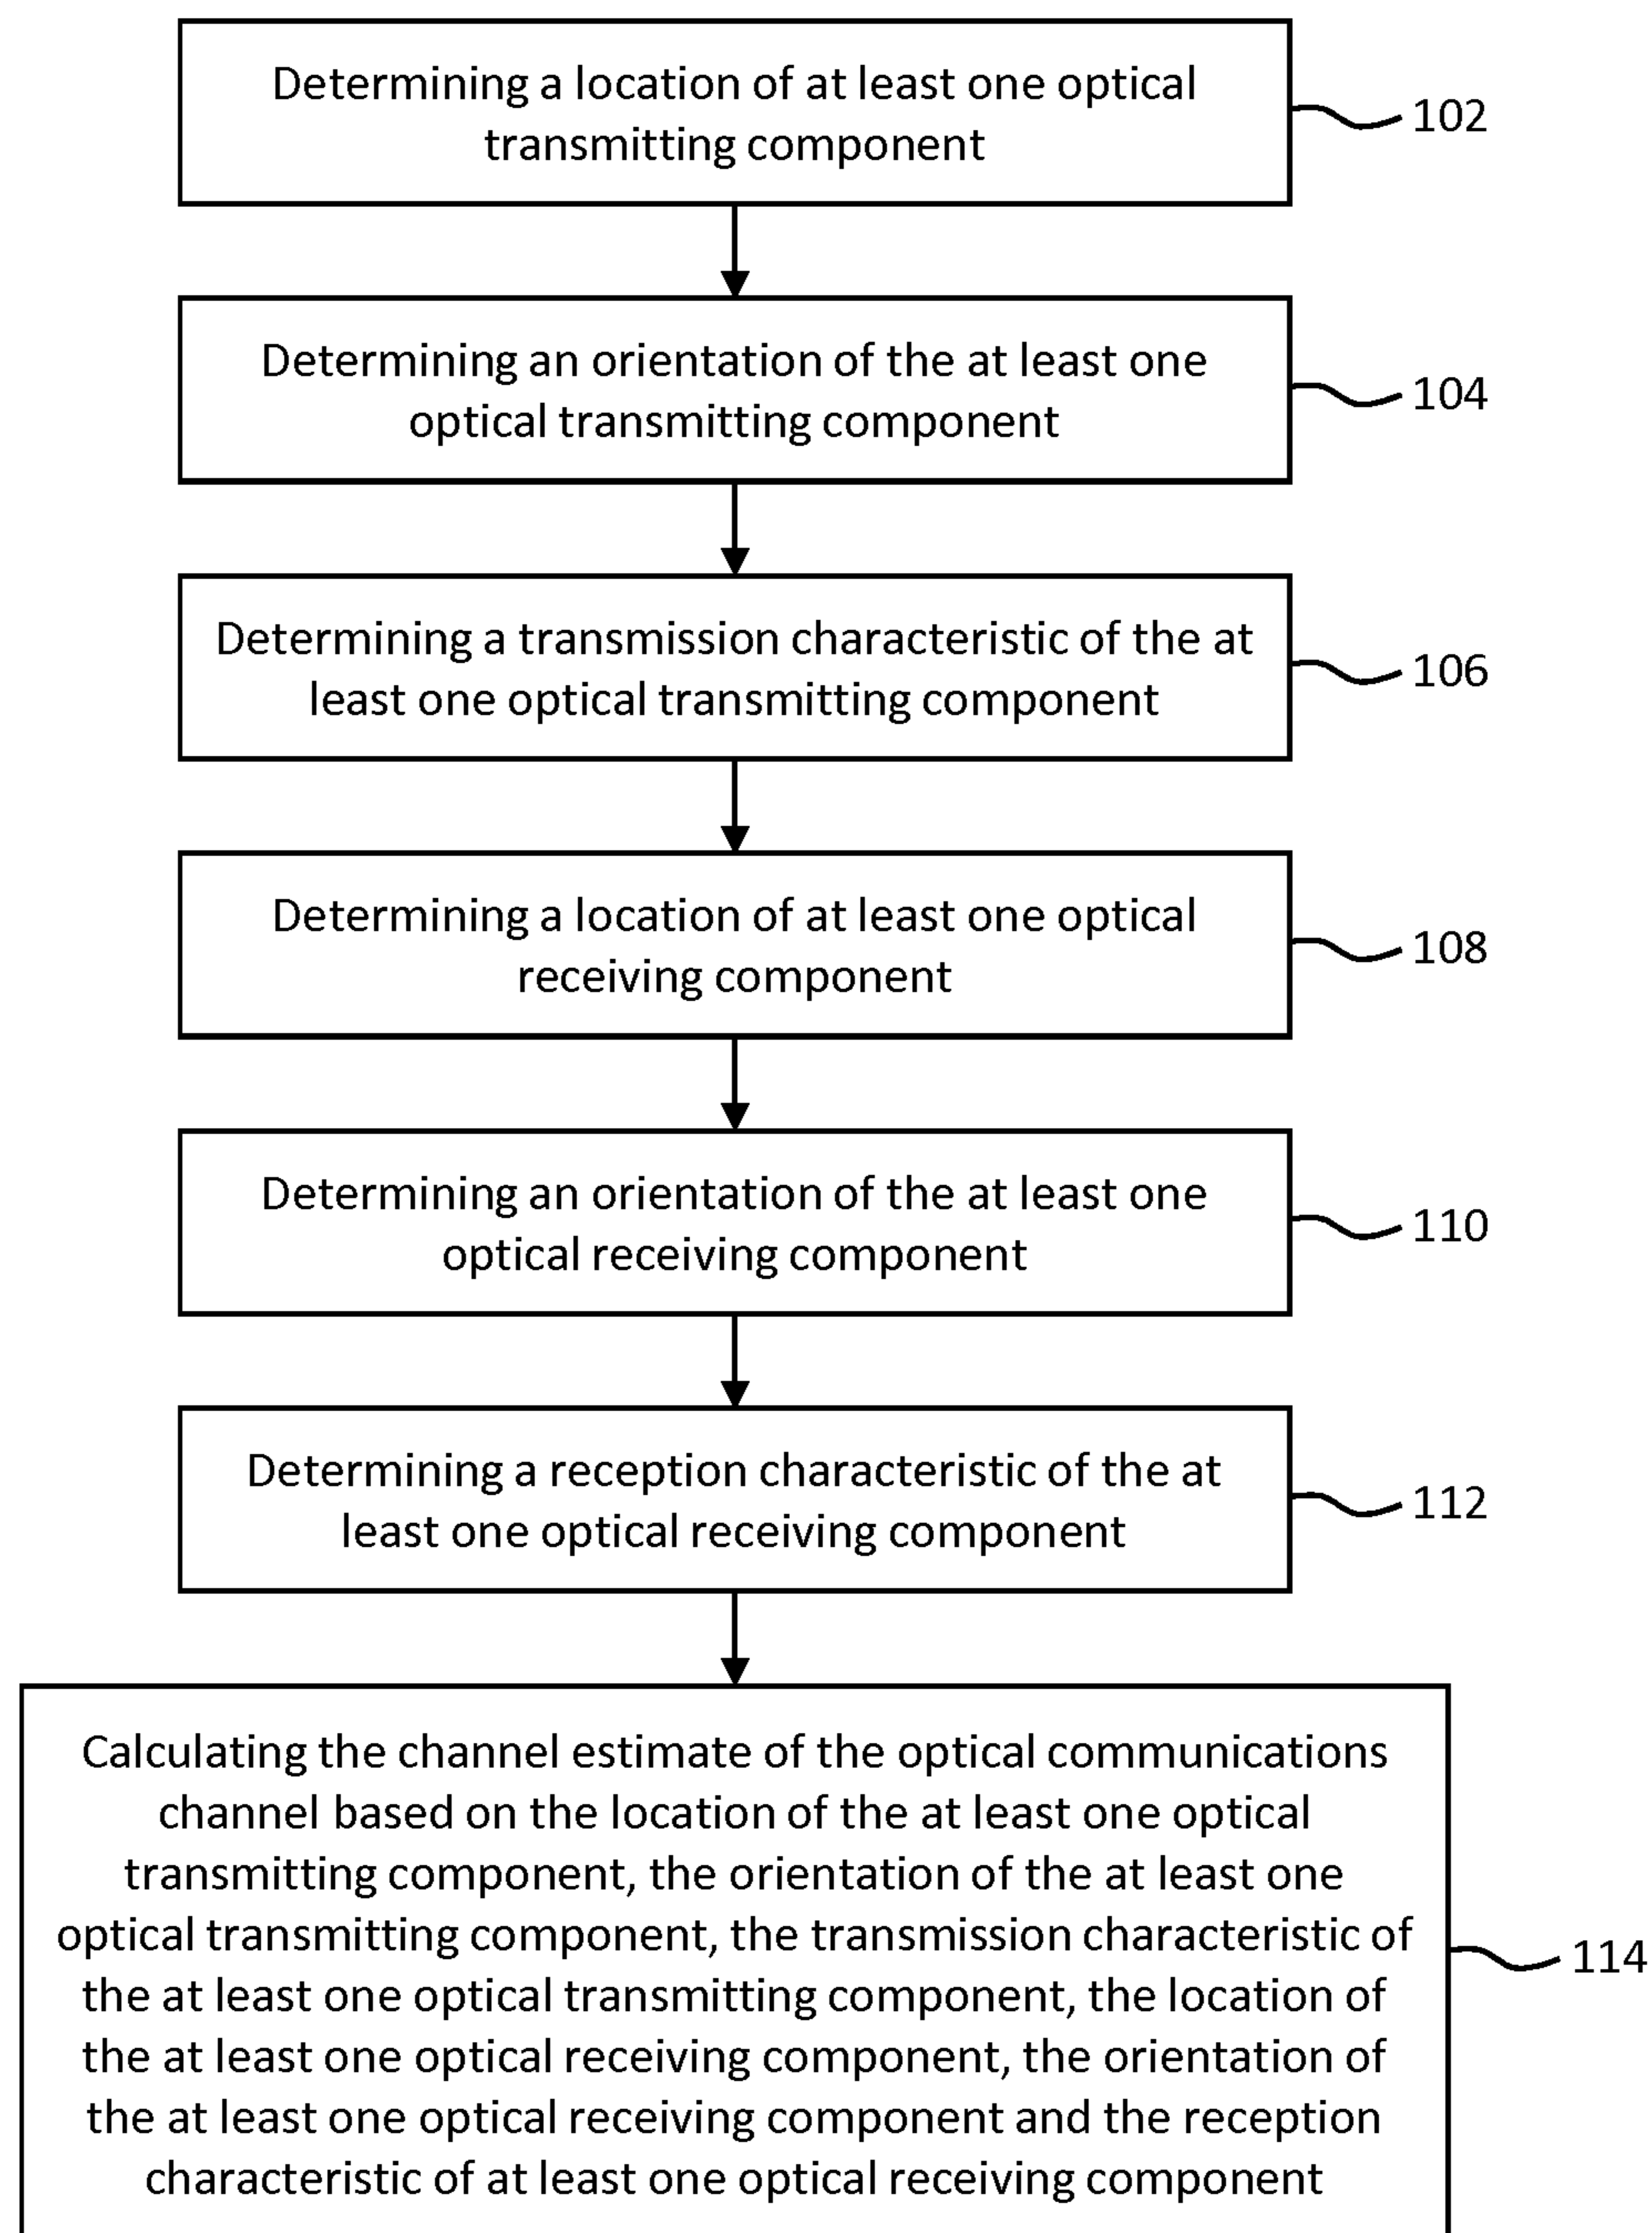 Determining a location of at least one optical
transmitting component
102
Determining an orientation of the at least one
optical transmitting component
104
Determining a transmission characteristic of the at
least one optical transmitting component
106
Determining a location of at least one optical
receiving component
108
Determining an orientation of the at least one
optical receiving component
110
Determining a reception characteristic of the at
least one optical receiving component
112
Calculating the channel estimate of the optical communications
channel based on the location of the at least one optical
transmitting component, the orientation of the at least one
optical transmitting component, the transmission characteristic of
the at least one optical transmitting component, the location of
the at least one optical receiving component, the orientation of
the at least one optical receiving component and the reception
characteristic of at least one optical receiving component
114